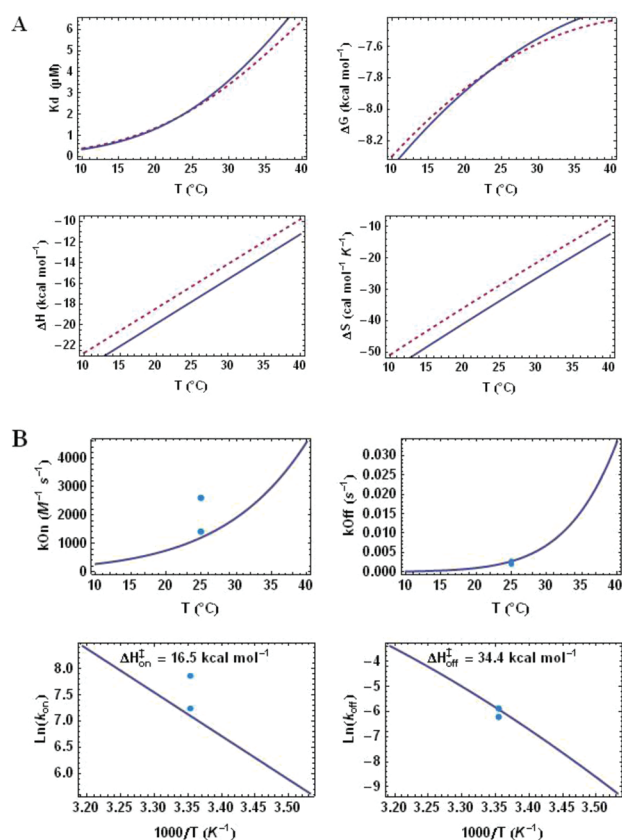 A
Kd (μM)
6
5
4
3
2
1
0
10 15 20 25 30 35 40
T (°C)
ΔG (kcal mol⁻¹)
−7.6
−7.8
−8.0
−8.2
10 15 20 25 30 35 40
T (°C)
ΔH (kcal mol⁻¹)
−10
−12
−14
−16
−18
−20
−22
10 15 20 25 30 35 40
T (°C)
ΔS (cal mol⁻¹ K⁻¹)
−10
−20
−30
−40
−50
10 15 20 25 30 35 40
T (°C)
B
kOn (M⁻¹ s⁻¹)
4000
3000
2000
1000
0
10 15 20 25 30 35 40
T (°C)
kOff (s⁻¹)
0.030
0.025
0.020
0.015
0.010
0.005
0.000
10 15 20 25 30 35 40
T (°C)
ΔH‡on = 16.5 kcal mol⁻¹
Ln(kon)
8.0
7.5
7.0
6.5
6.0
3.20 3.25 3.30 3.35 3.40 3.45 3.50
1000/T (K⁻¹)
ΔH‡off = 34.4 kcal mol⁻¹
Ln(koff)
−4
−5
−6
−7
−8
−9
3.20 3.25 3.30 3.35 3.40 3.45 3.50
1000/T (K⁻¹)